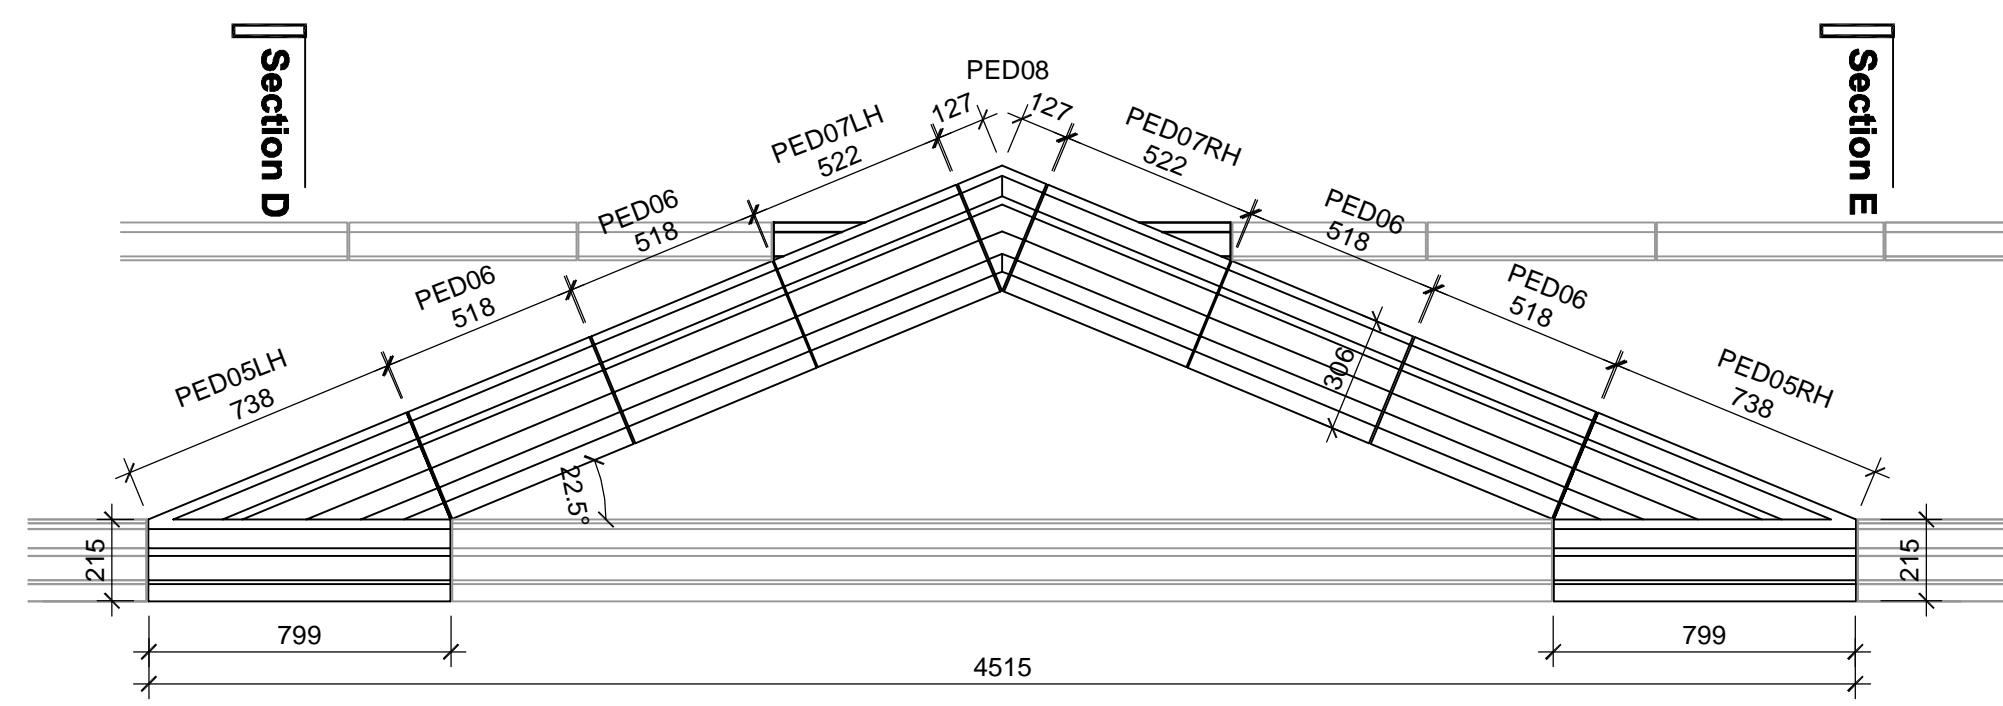 Section D
Section E
PED08
127
127
PED07LH
522
PED07RH
522
PED06
518
PED06
518
PED06
518
PED06
518
PED05LH
738
PED05RH
738
306
22.5°
215
215
799
799
4515